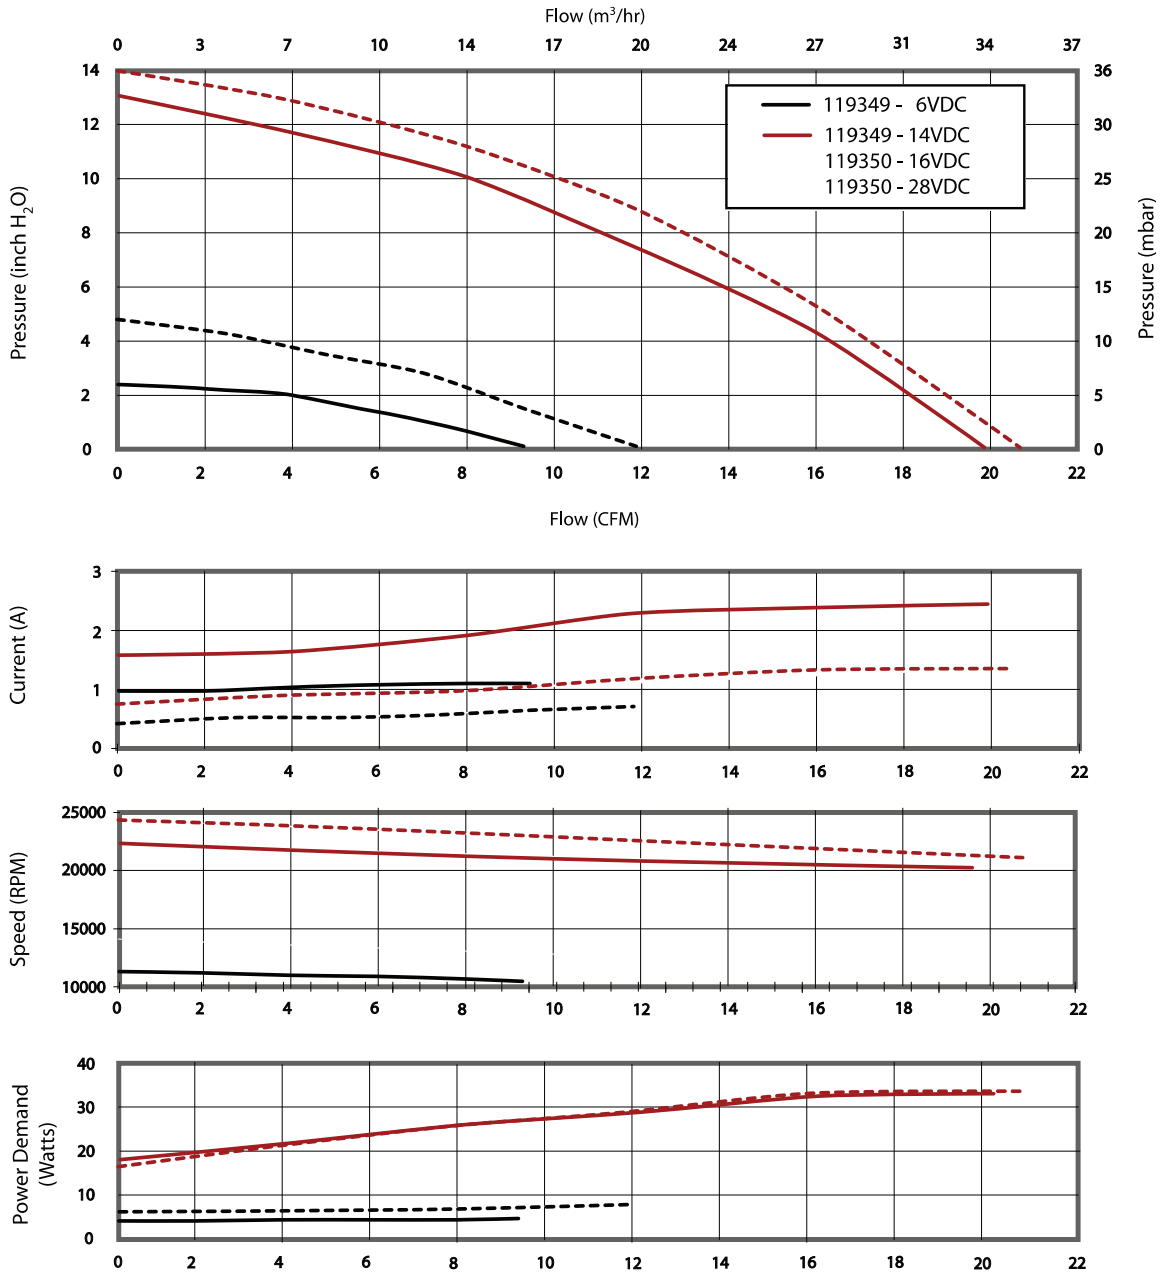 Flow (m³/hr)
0 3 7 10 14 17 20 24 27 31 34 37
14 36
12 30
10 25
8 20
6 15
4 10
2 5
0 0
Pressure (inch H₂O)
Pressure (mbar)
119349 - 6VDC
119349 - 14VDC
119350 - 16VDC
119350 - 28VDC
0 2 4 6 8 10 12 14 16 18 20 22
Flow (CFM)
Current (A)
3
2
1
0
0 2 4 6 8 10 12 14 16 18 20 22
Speed (RPM)
25000
20000
15000
10000
0 2 4 6 8 10 12 14 16 18 20 22
Power Demand
(Watts)
40
30
20
10
0
0 2 4 6 8 10 12 14 16 18 20 22